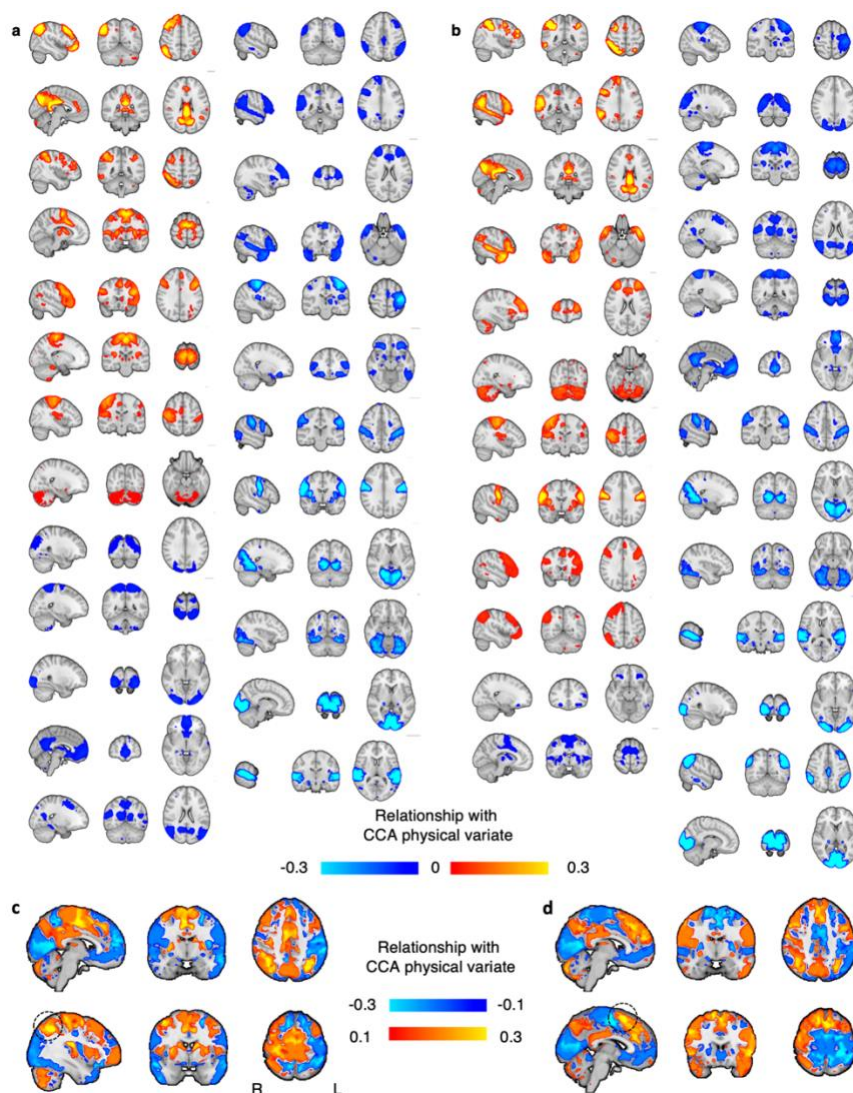 a
b
Relationship with
CCA physical variate
-0.3
0
0.3
c
d
Relationship with
CCA physical variate
-0.3
-0.1
0.1
0.3
R
L